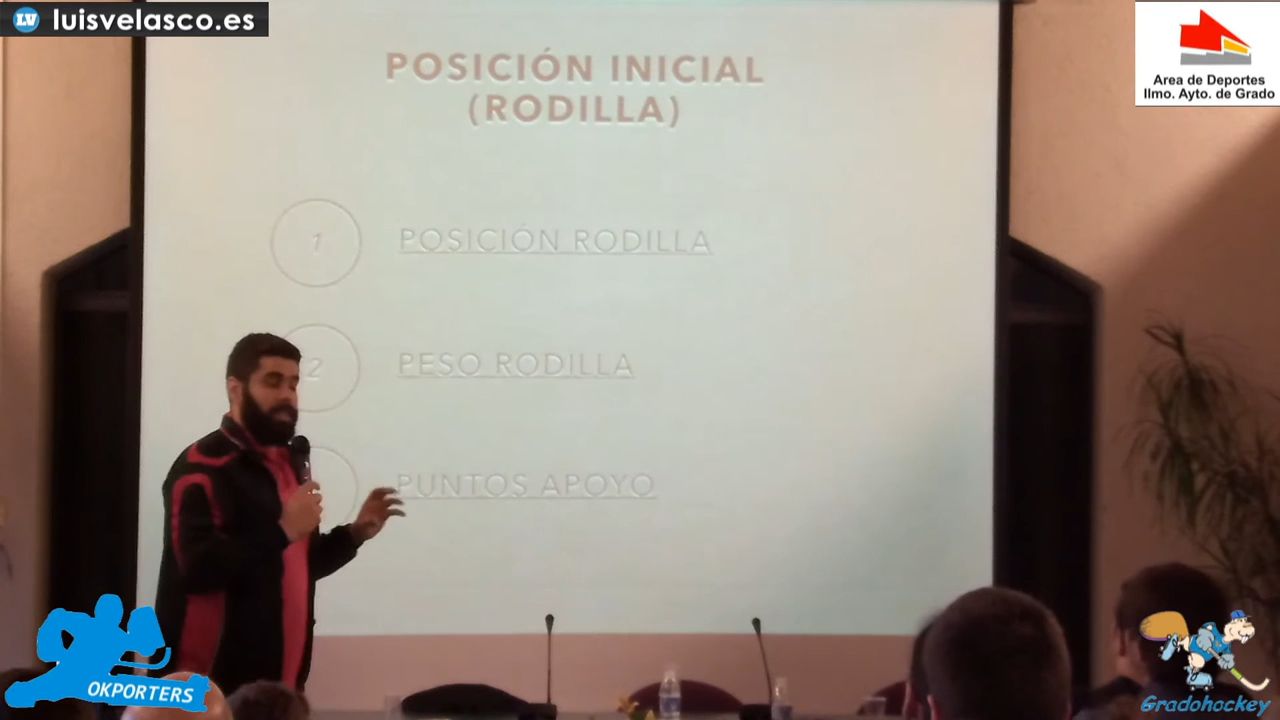 LV luisvelasco.es
Area de Deportes
Ilmo. Ayto. de Grado
POSICIÓN INICIAL
(RODILLA)
1 POSICIÓN RODILLA
2 PESO RODILLA
PUNTOS APOYO
OKPORTERS
Gradohockey